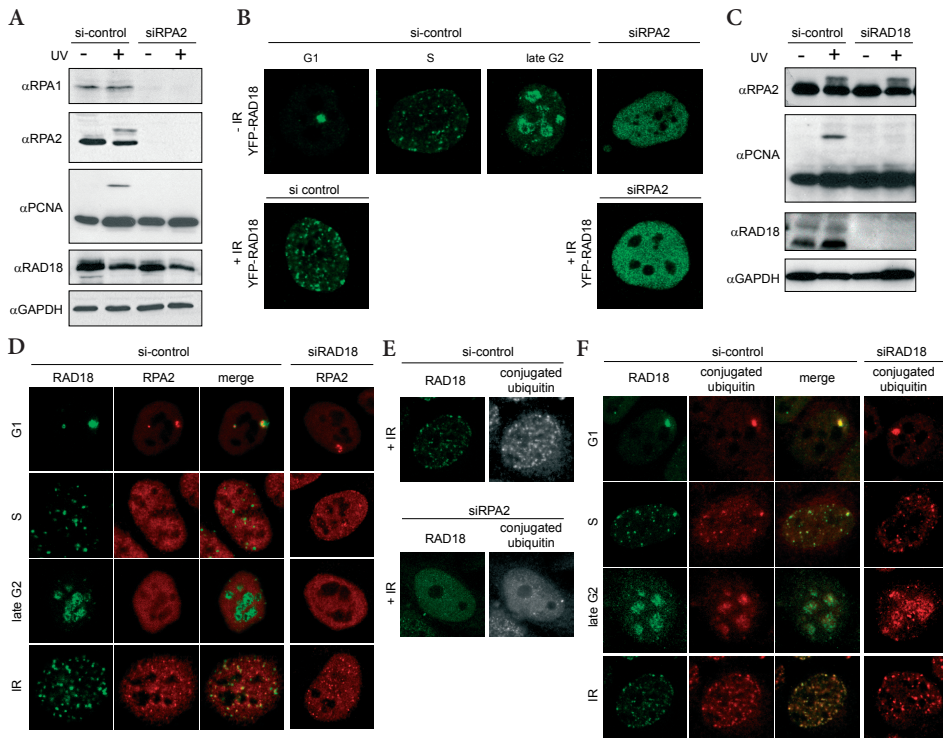 A
si-control siRPA2
UV - + - +
αRPA1
αRPA2
αPCNA
αRAD18
αGAPDH
B
si-control siRPA2
G1 S late G2
- IR
YFP-RAD18
si control siRPA2
+ IR
YFP-RAD18
+ IR
YFP-RAD18
C
si-control siRAD18
UV - + - +
αRPA2
αPCNA
αRAD18
αGAPDH
D
si-control siRAD18
RAD18 RPA2 merge RPA2
G1
S
late G2
IR
E
si-control
RAD18 conjugated
ubiquitin
+ IR
siRPA2
RAD18 conjugated
ubiquitin
+ IR
F
si-control siRAD18
RAD18 conjugated
ubiquitin merge conjugated
ubiquitin
G1
S
late G2
IR